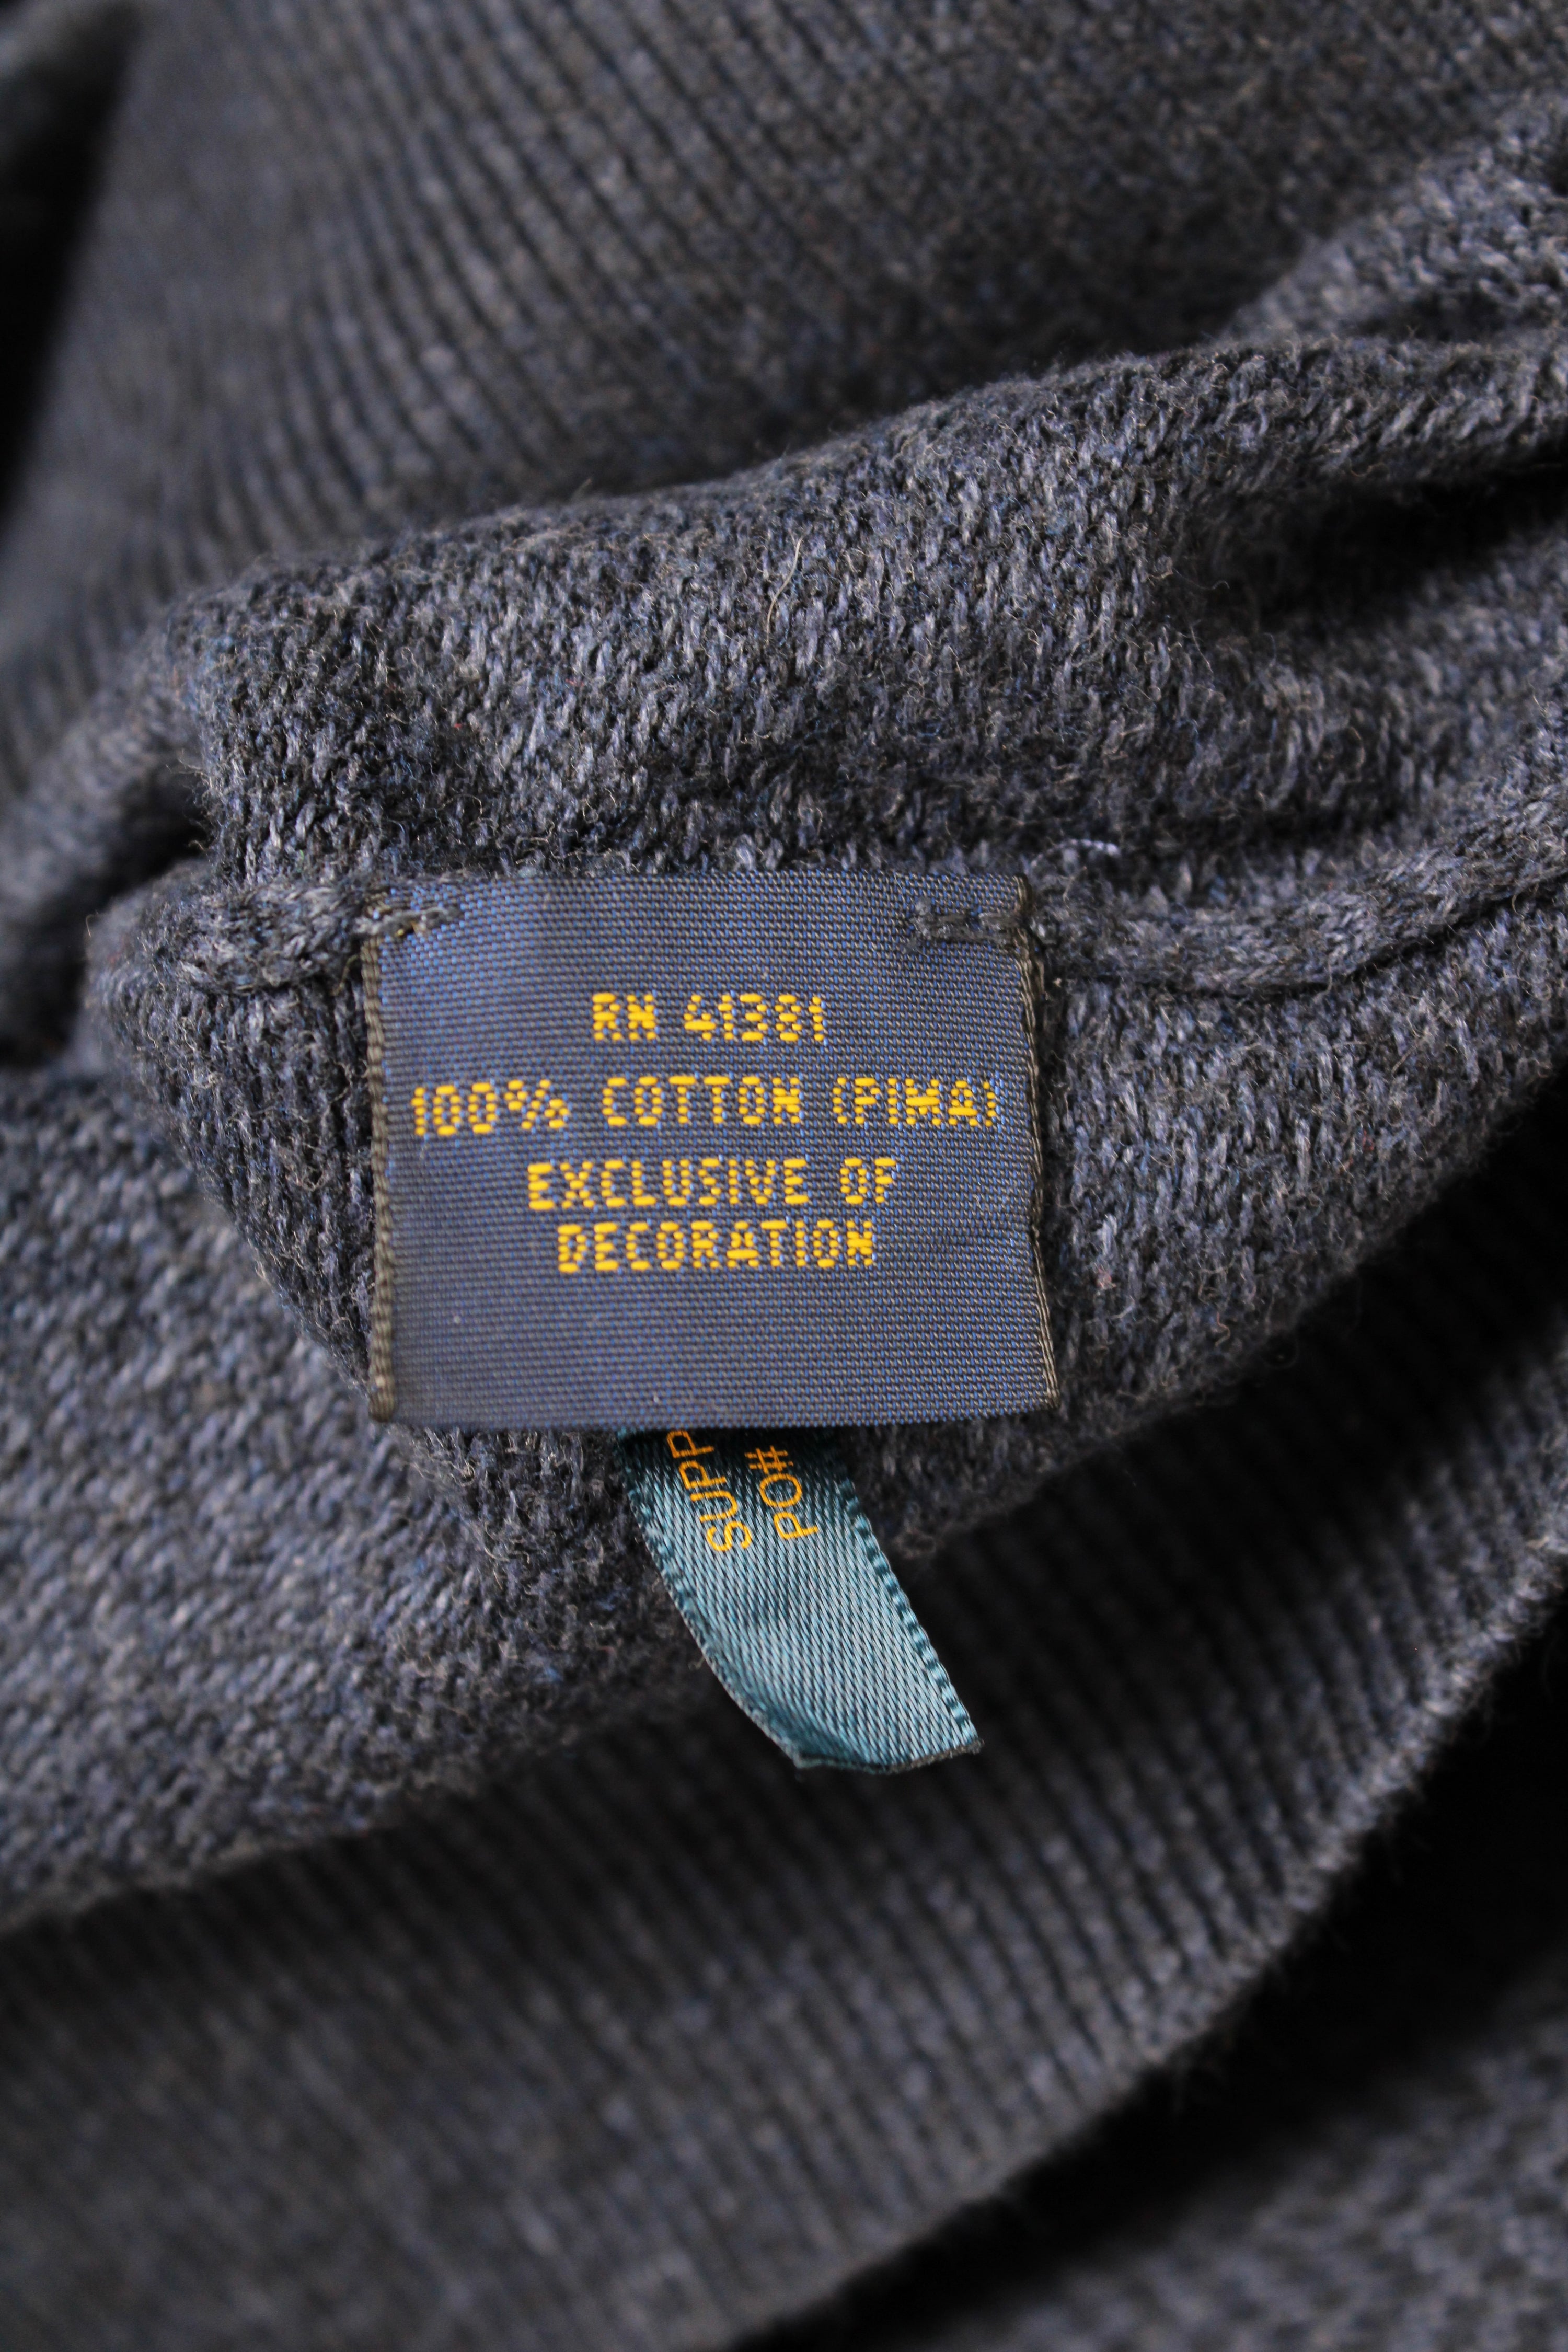 RN 41381
100% COTTON (PIMA)
EXCLUSIVE OF
DECORATION
SUPP
PO#